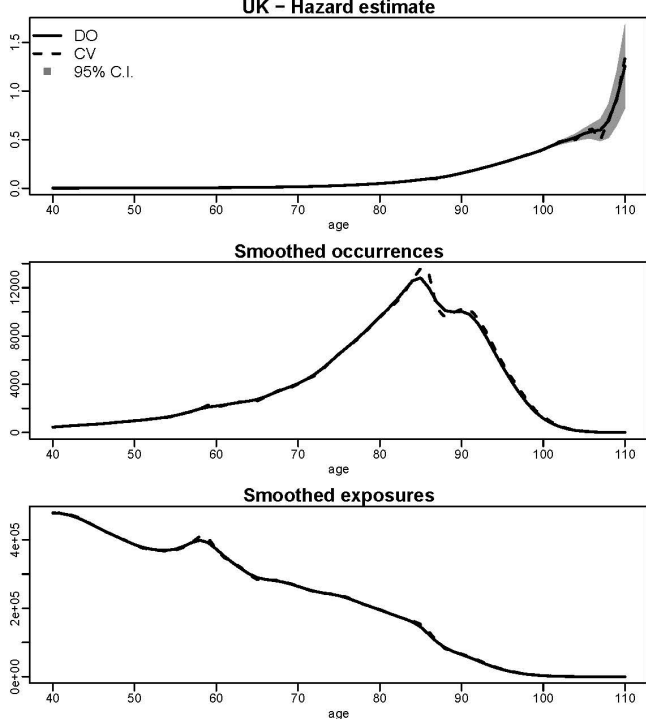 UK − Hazard estimate
DO
CV
95% C.I.
0.0 0.5 1.0 1.5
40 50 60 70 80 90 100 110
age
Smoothed occurrences
0 4000 8000 12000
40 50 60 70 80 90 100 110
age
Smoothed exposures
0e+00 2e+05 4e+05
40 50 60 70 80 90 100 110
age